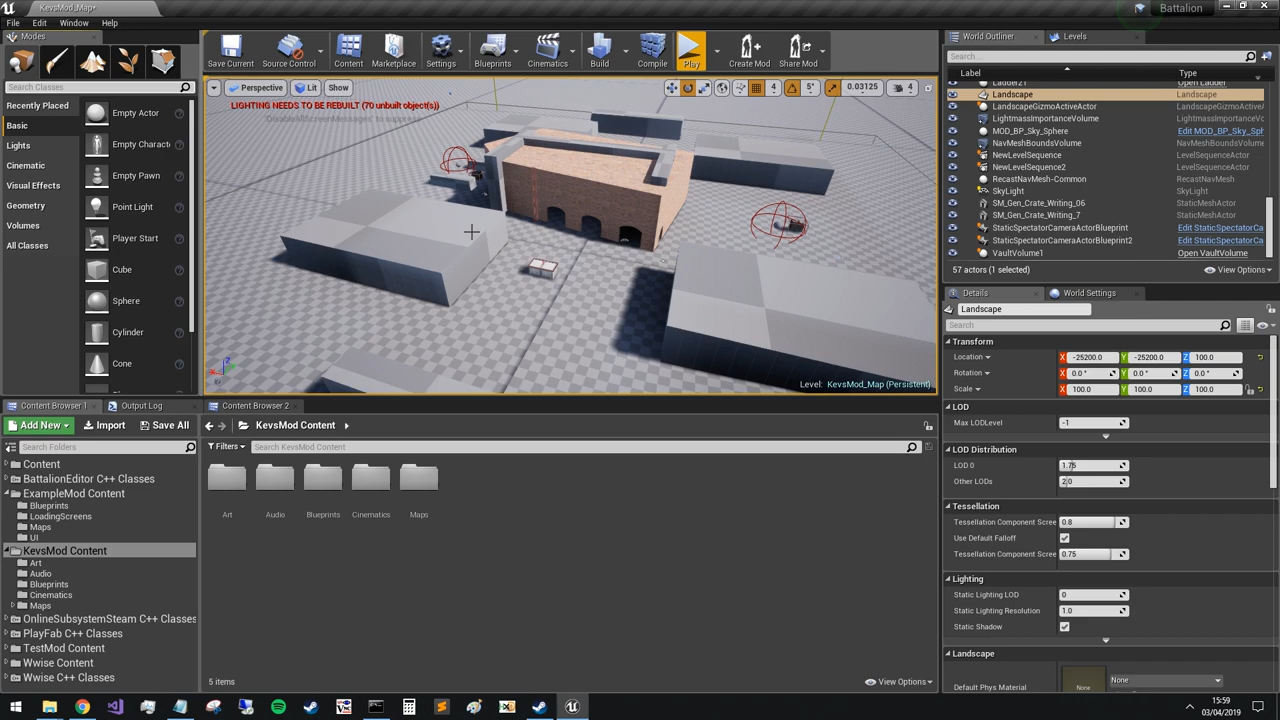 KevsMod_Map*
Battalion
File Edit Window Help
Modes
Search Classes
Recently Placed
Basic
Lights
Cinematic
Visual Effects
Geometry
Volumes
All Classes
Empty Actor
Empty Charact
Empty Pawn
Point Light
Player Start
Cube
Sphere
Cylinder
Cone
Save Current
Source Control
Content
Marketplace
Settings
Blueprints
Cinematics
Build
Compile
Play
Create Mod
Share Mod
Perspective
Lit
Show
4
5°
0.03125
4
LIGHTING NEEDS TO BE REBUILT (70 unbuilt object(s))
'DisableAllScreenMessages' to suppress
Level: KevsMod_Map (Persistent)
World Outliner
Levels
Search...
Label Type
Ladder21 Open Ladder
Landscape Landscape
LandscapeGizmoActiveActor LandscapeGizmoActiveA
LightmassImportanceVolume LightmassImportanceVo
MOD_BP_Sky_Sphere Edit MOD_BP_Sky_Sph
NavMeshBoundsVolume NavMeshBoundsVolume
NewLevelSequence LevelSequenceActor
NewLevelSequence2 LevelSequenceActor
RecastNavMesh-Common RecastNavMesh
SkyLight SkyLight
SM_Gen_Crate_Writing_06 StaticMeshActor
SM_Gen_Crate_Writing_7 StaticMeshActor
StaticSpectatorCameraActorBlueprint Edit StaticSpectatorCa
StaticSpectatorCameraActorBlueprint2 Edit StaticSpectatorCa
VaultVolume1 Open VaultVolume
57 actors (1 selected)
View Options
Details
World Settings
Landscape
Search
Transform
Location X -25200.0 Y -25200.0 Z 100.0
Rotation X 0.0 ° Y 0.0 ° Z 0.0 °
Scale X 100.0 Y 100.0 Z 100.0
LOD
Max LODLevel -1
LOD Distribution
LOD 0 1.75
Other LODs 2.0
Tessellation
Tessellation Component Scree 0.8
Use Default Falloff
Tessellation Component Scree 0.75
Lighting
Static Lighting LOD 0
Static Lighting Resolution 1.0
Static Shadow
Landscape
Default Phys Material None
None
Content Browser 1
Output Log
Content Browser 2
Add New
Import
Save All
KevsMod Content
Search Folders
Filters
Search KevsMod Content
Content
BattalionEditor C++ Classes
ExampleMod Content
Blueprints
LoadingScreens
Maps
UI
KevsMod Content
Art
Audio
Blueprints
Cinematics
Maps
OnlineSubsystemSteam C++ Classes
PlayFab C++ Classes
TestMod Content
Wwise Content
Wwise C++ Classes
Art
Audio
Blueprints
Cinematics
Maps
5 items
View Options
15:59
03/04/2019